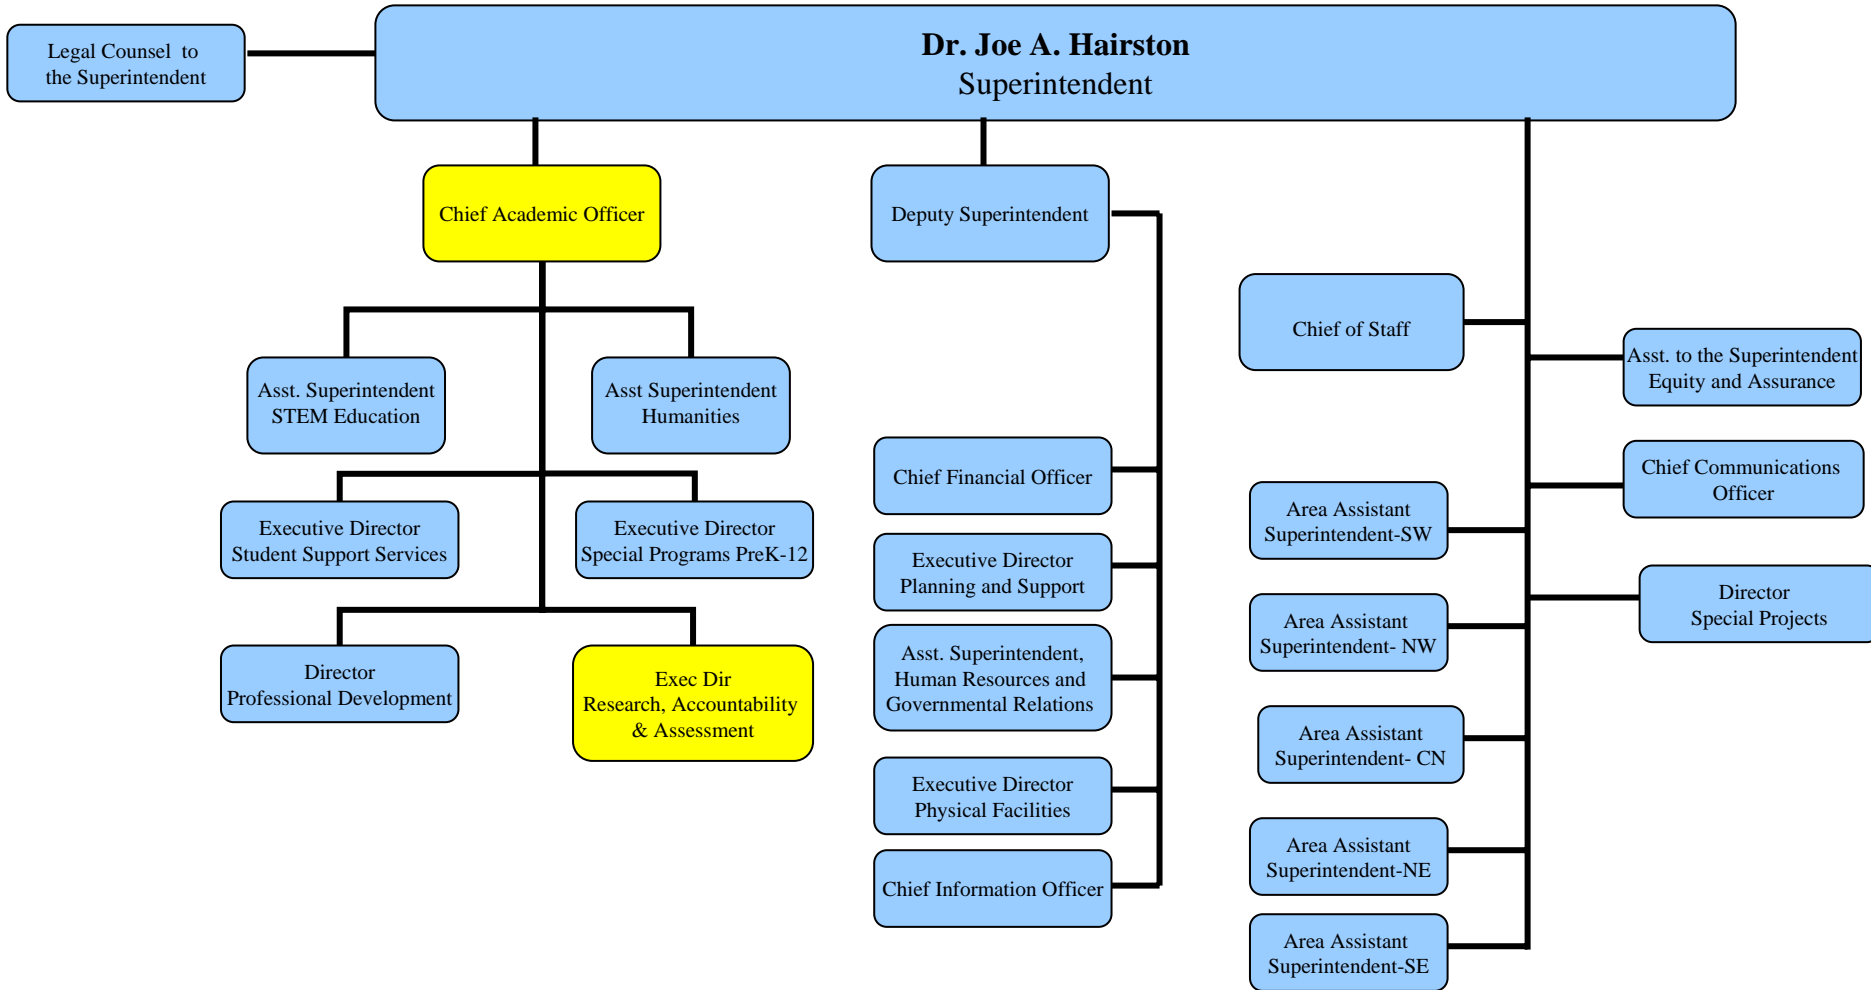 Legal Counsel to
the Superintendent
Dr. Joe A. Hairston
Superintendent
Chief Academic Officer
Asst. Superintendent
STEM Education
Asst Superintendent
Humanities
Executive Director
Student Support Services
Executive Director
Special Programs PreK-12
Director
Professional Development
Exec Dir
Research, Accountability
& Assessment
Deputy Superintendent
Chief Financial Officer
Executive Director
Planning and Support
Asst. Superintendent,
Human Resources and
Governmental Relations
Executive Director
Physical Facilities
Chief Information Officer
Chief of Staff
Asst. to the Superintendent
Equity and Assurance
Chief Communications
Officer
Area Assistant
Superintendent-SW
Director
Special Projects
Area Assistant
Superintendent- NW
Area Assistant
Superintendent- CN
Area Assistant
Superintendent-NE
Area Assistant
Superintendent-SE